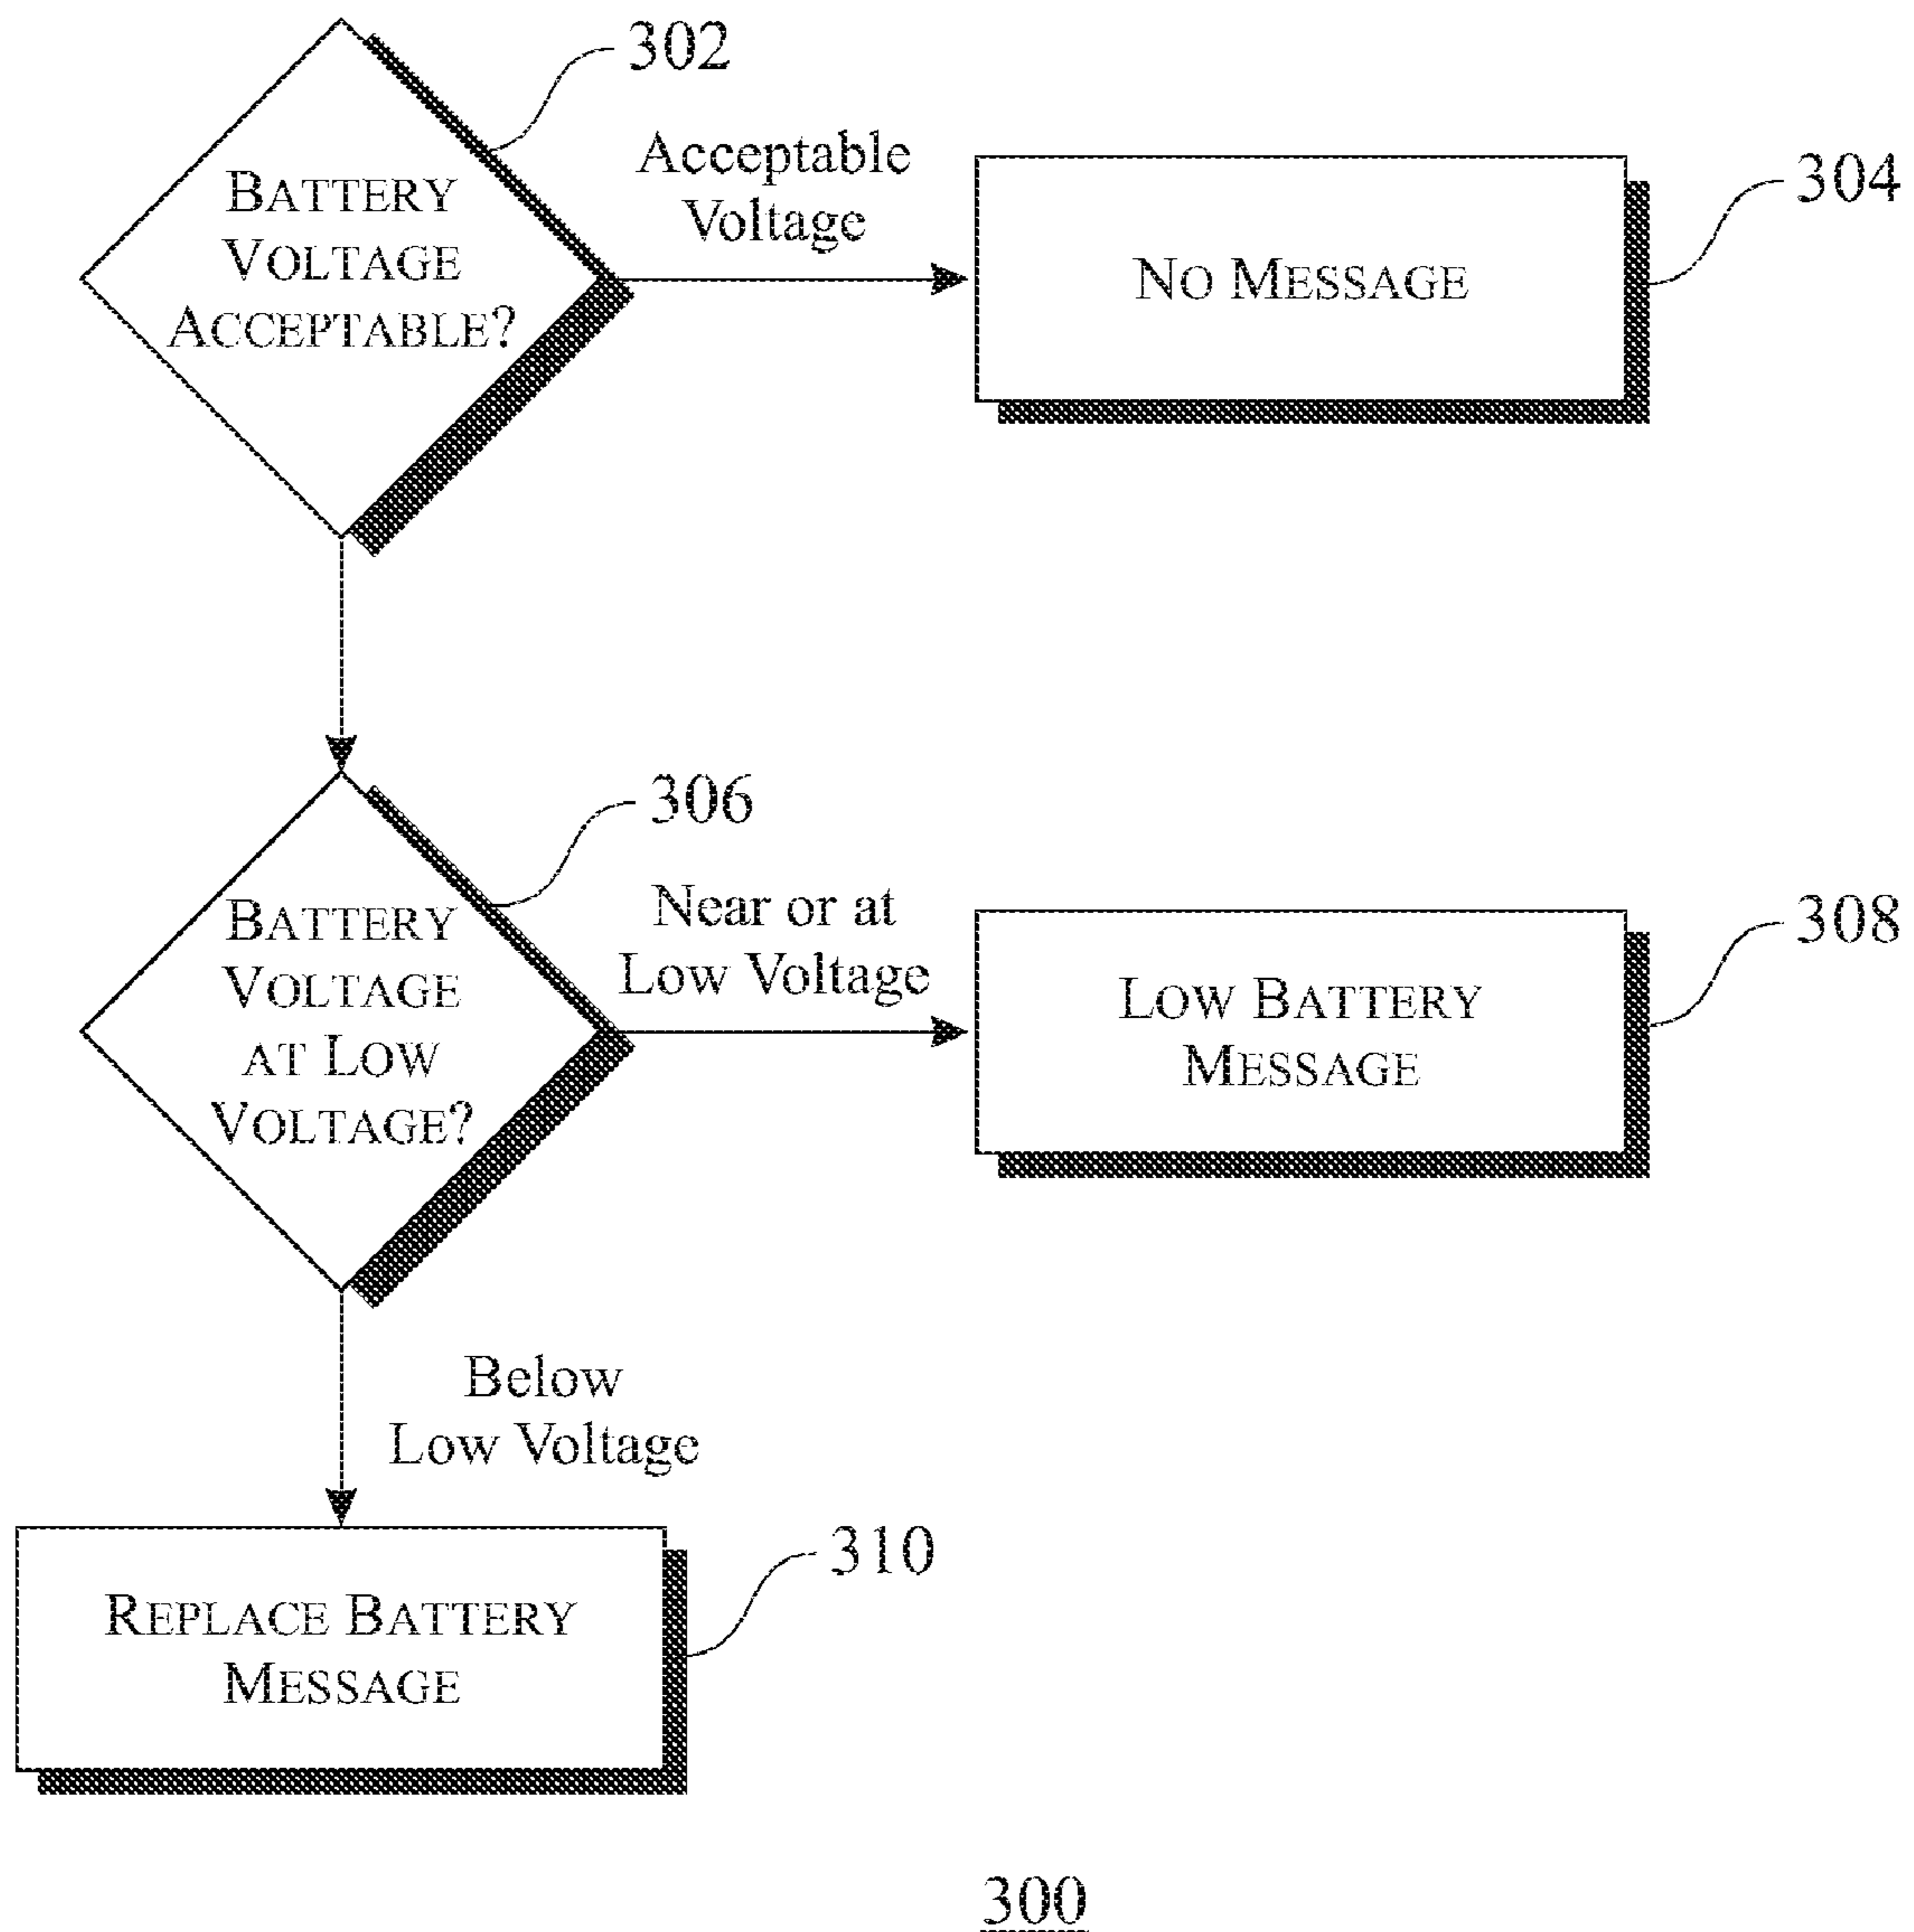 302
BATTERY
VOLTAGE
ACCEPTABLE?
Acceptable
Voltage
NO MESSAGE
304
306
BATTERY
VOLTAGE
AT LOW
VOLTAGE?
Near or at
Low Voltage
LOW BATTERY
MESSAGE
308
Below
Low Voltage
REPLACE BATTERY
MESSAGE
310
300